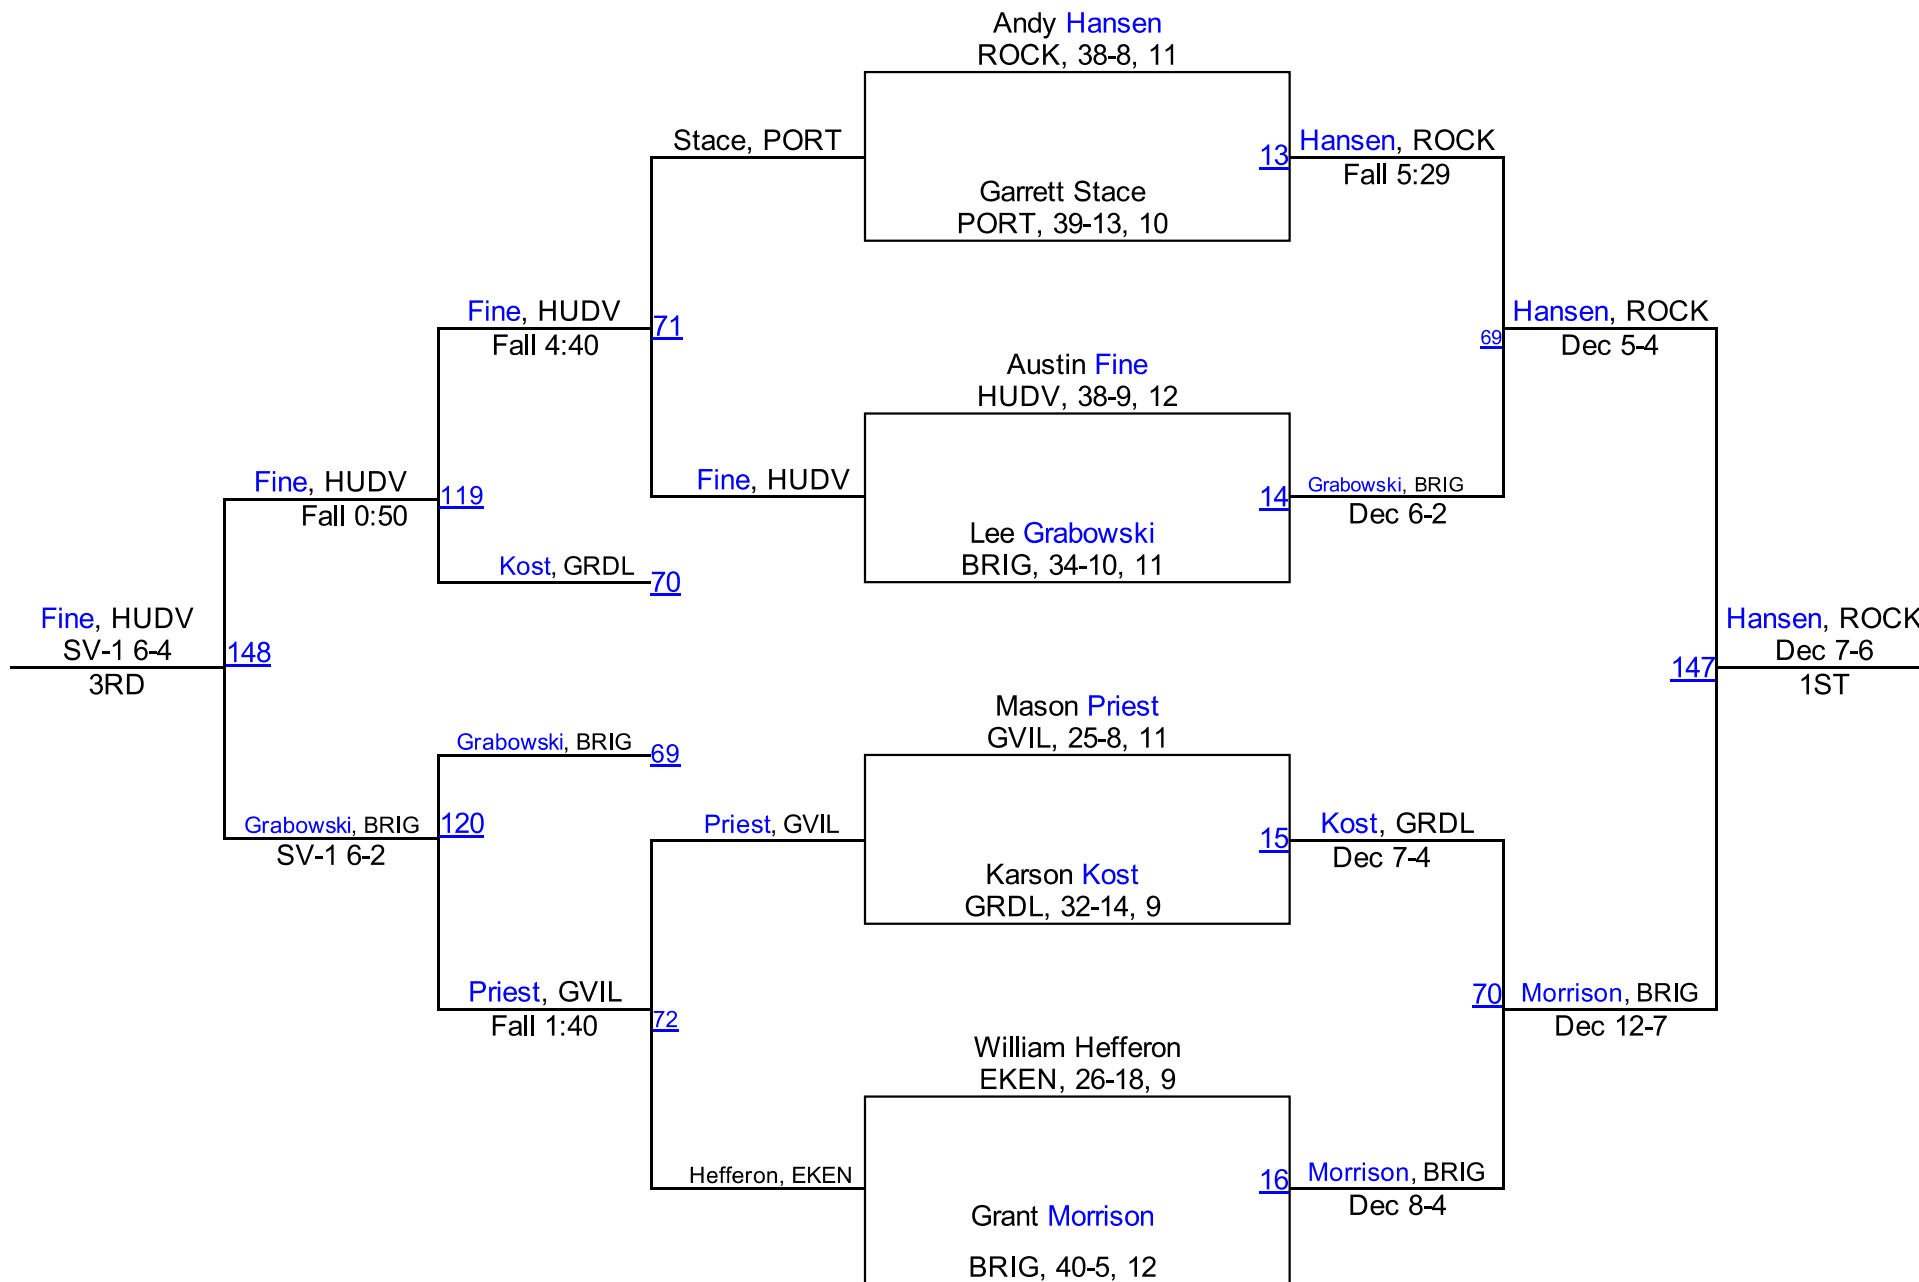 Andy Hansen
ROCK, 38-8, 11
Stace, PORT
13
Hansen, ROCK
Fall 5:29
Garrett Stace
PORT, 39-13, 10
Fine, HUDV
Fall 4:40
71
69
Hansen, ROCK
Dec 5-4
Austin Fine
HUDV, 38-9, 12
Fine, HUDV
Fall 0:50
119
Fine, HUDV
14
Grabowski, BRIG
Dec 6-2
Lee Grabowski
BRIG, 34-10, 11
Kost, GRDL
70
Fine, HUDV
SV-1 6-4
3RD
148
147
Hansen, ROCK
Dec 7-6
1ST
Mason Priest
GVIL, 25-8, 11
Grabowski, BRIG
69
Grabowski, BRIG
SV-1 6-2
120
Priest, GVIL
15
Kost, GRDL
Dec 7-4
Karson Kost
GRDL, 32-14, 9
Priest, GVIL
Fall 1:40
72
70
Morrison, BRIG
Dec 12-7
William Hefferon
EKEN, 26-18, 9
Hefferon, EKEN
16
Morrison, BRIG
Dec 8-4
Grant Morrison
BRIG, 40-5, 12